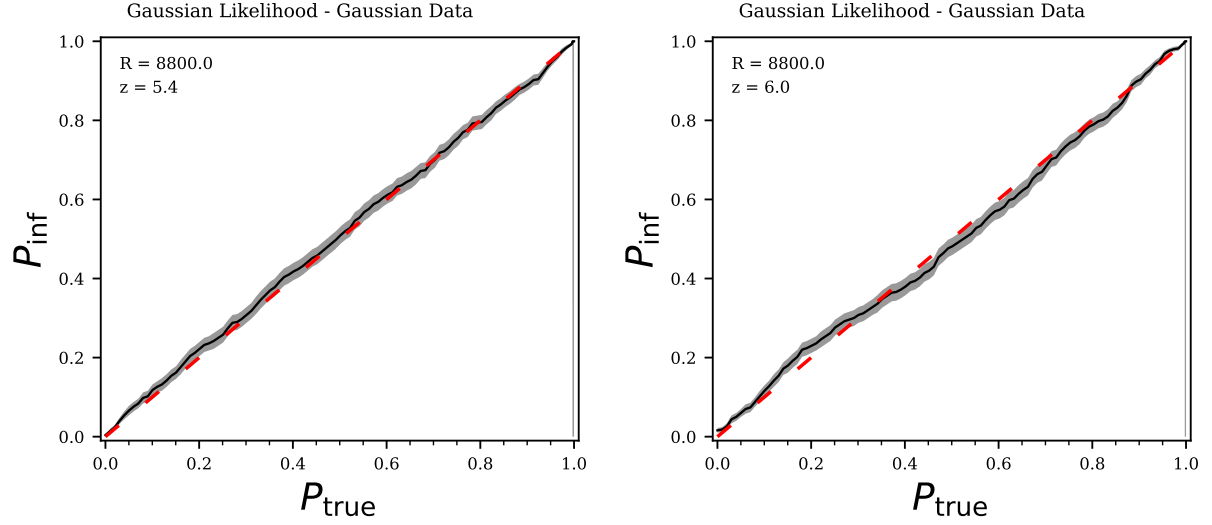 Gaussian Likelihood - Gaussian Data
R = 8800.0
z = 5.4
1.0
0.8
0.6
0.4
0.2
0.0
P_inf
0.0 0.2 0.4 0.6 0.8 1.0
P_true
Gaussian Likelihood - Gaussian Data
R = 8800.0
z = 6.0
1.0
0.8
0.6
0.4
0.2
0.0
P_inf
0.0 0.2 0.4 0.6 0.8 1.0
P_true